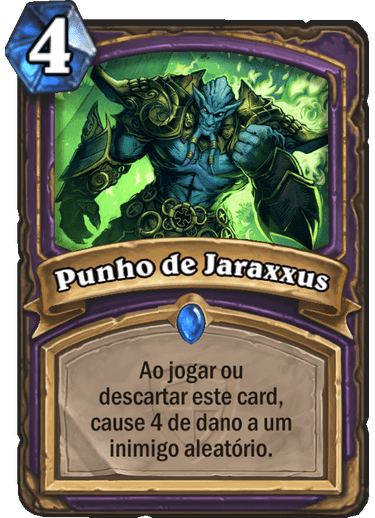 4
Punho de Jaraxxus
Ao jogar ou
descartar este card,
cause 4 de dano a um
inimigo aleatório.